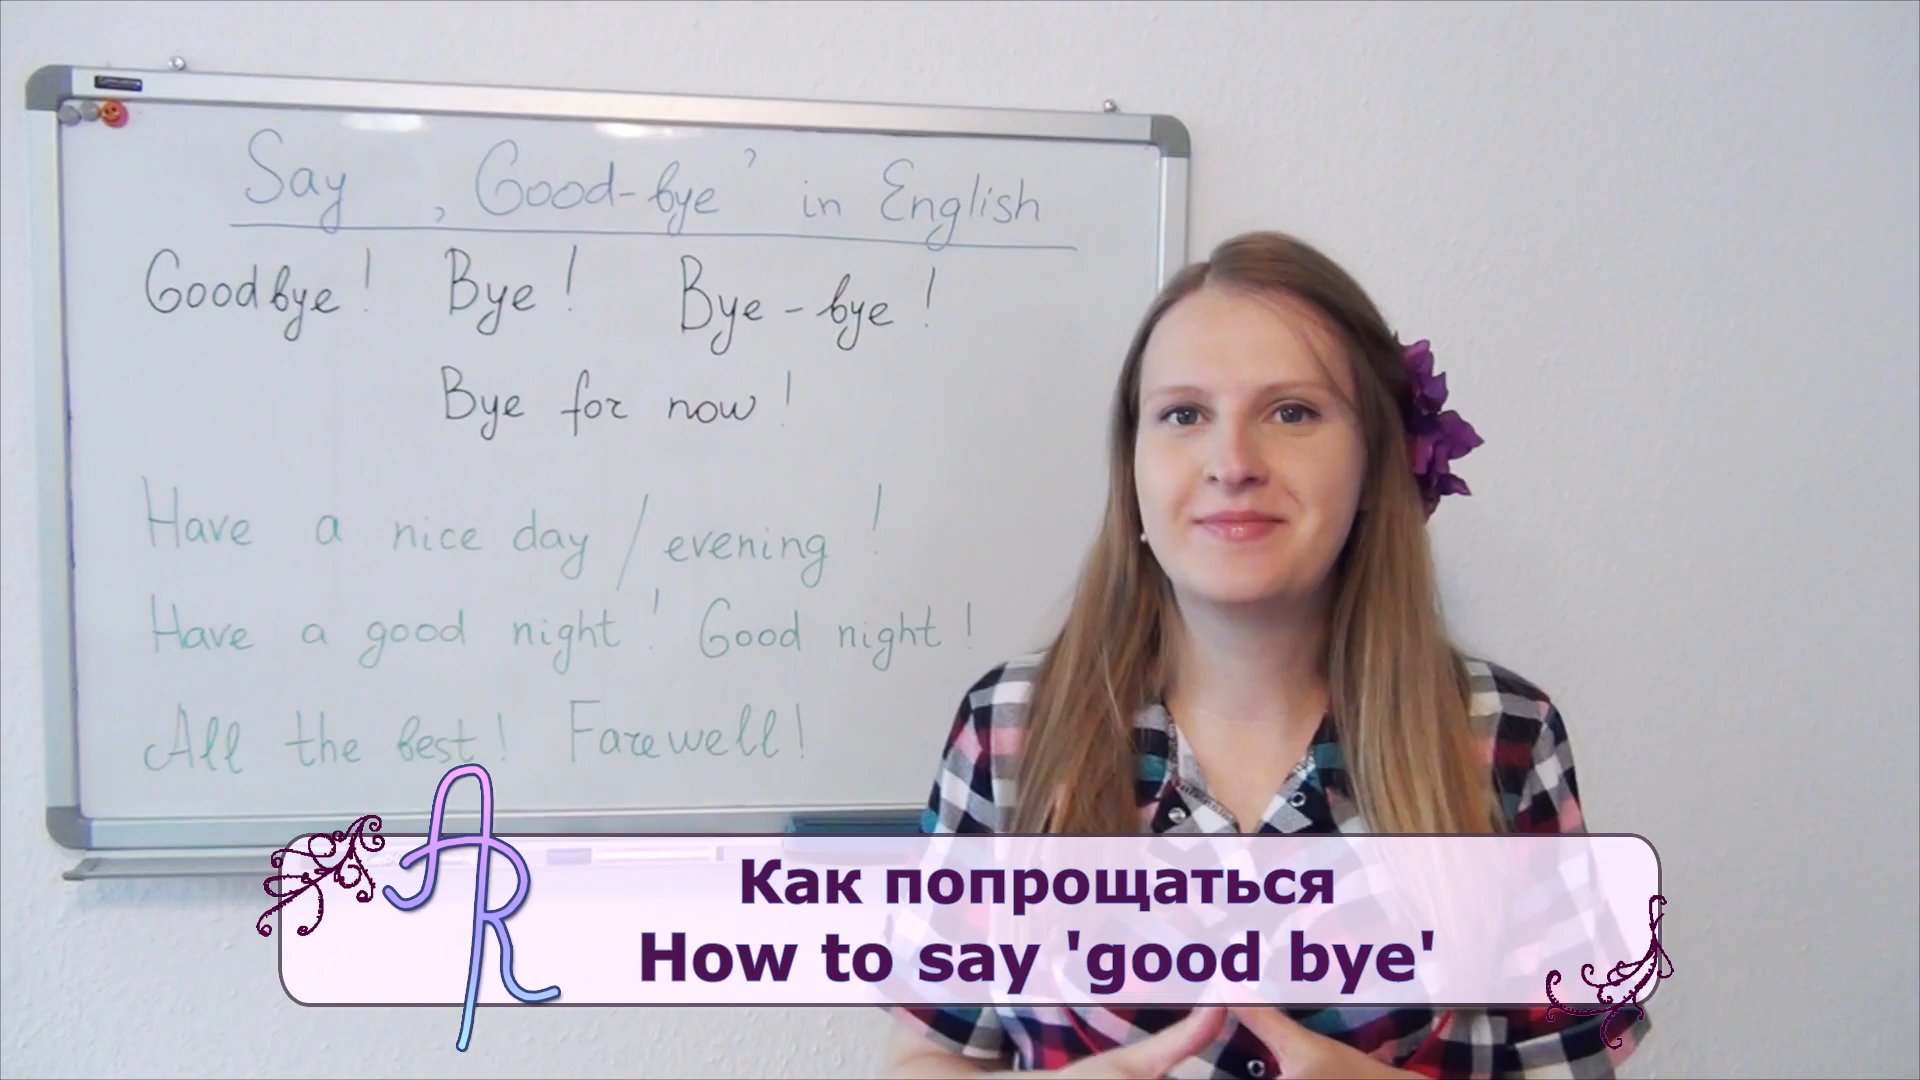 Say ‚Good-bye’ in English
Goodbye! Bye! Bye-bye!
Bye for now!
Have a nice day / evening!
Have a good night! Good night!
All the best! Farewell!
AR
Как попрощаться
How to say 'good bye'